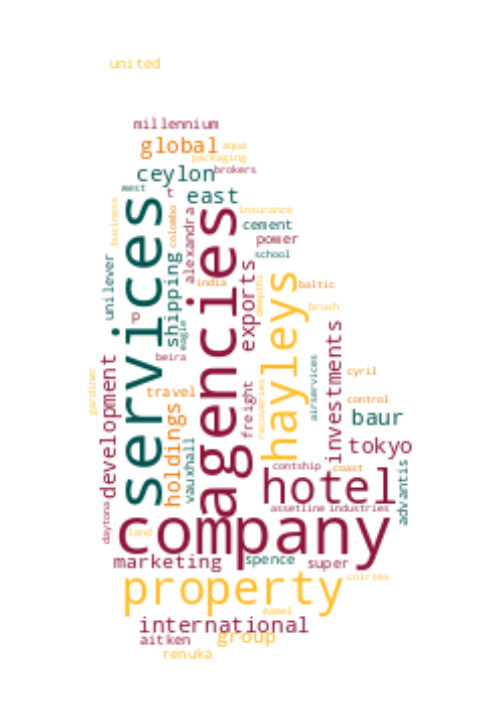 united
millennium
global
aqua
packaging
brokers
ceylon
west
t
east
business
services
colombo
alexandra
agencies
insurance
cement
power
school
unilever
shipping
india
exports
deepthi
hayleys
baltic
brush
p
eagle
beira
gardiner
development
travel
holdings
vauxhall
freight
recoveries
airservices
investments
cyril
control
baur
tokyo
contship
coast
hotel
advantis
assetline
industries
daytona
land
company
marketing
spence
super
coirtex
property
eamel
international
aitken
group
renuka